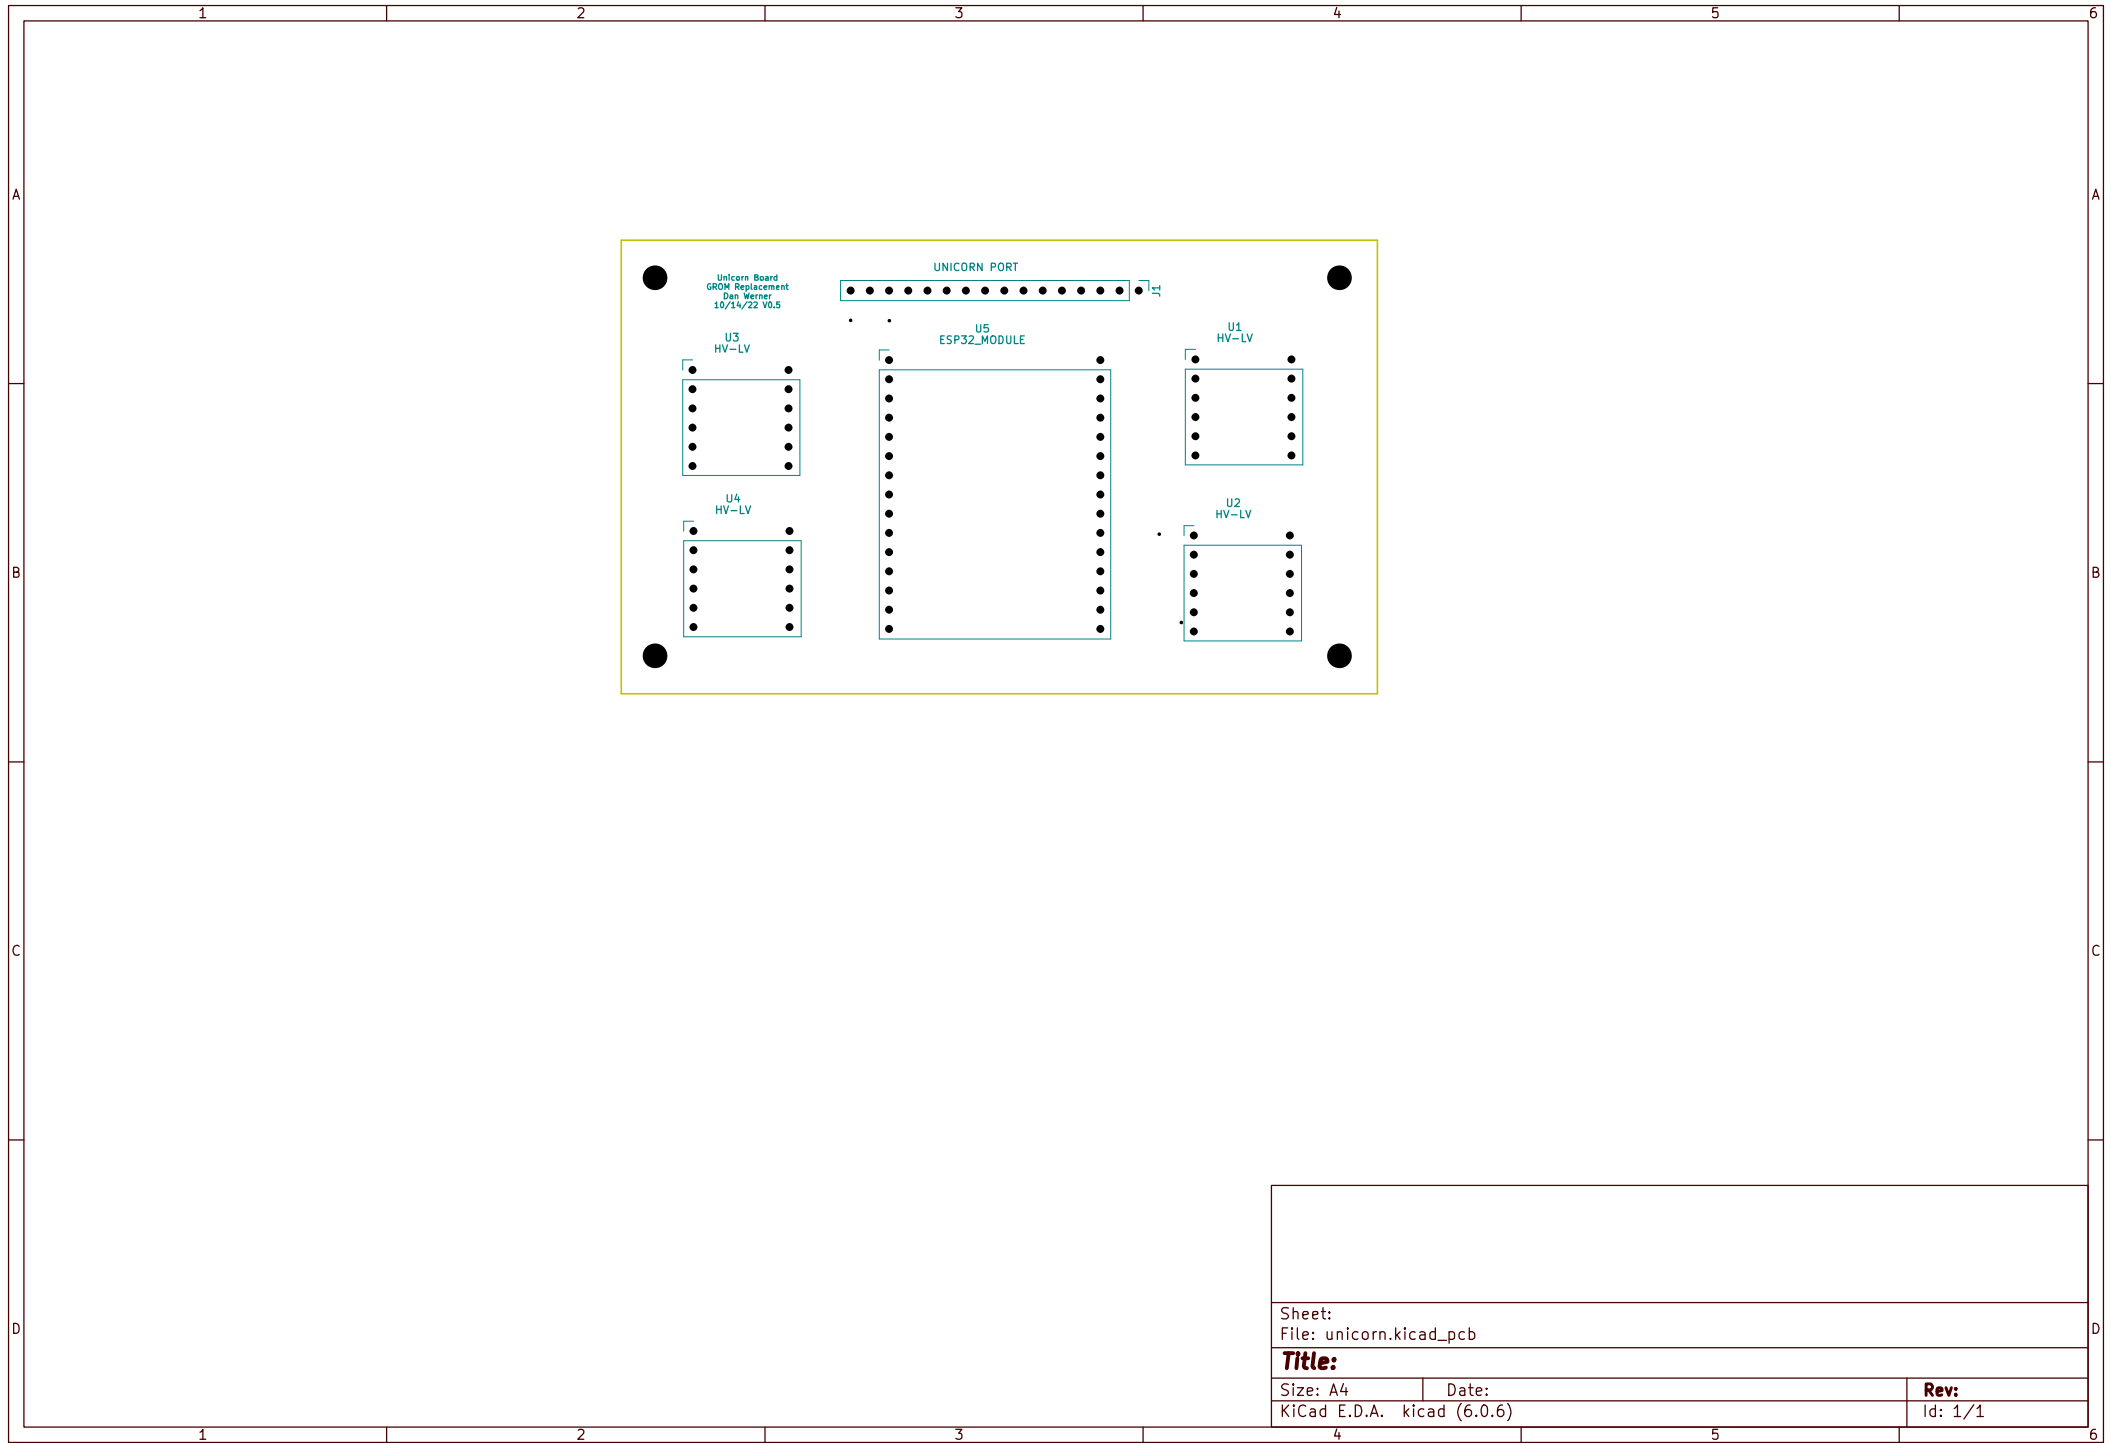 1 2 3 4 5 6
A A
UNICORN PORT
Unicorn Board
GROM Replacement
Dan Werner
10/14/22 V0.5
J1
U3
HV-LV
U5
ESP32_MODULE
U1
HV-LV
U4
HV-LV
U2
HV-LV
B B
C C
D D
Sheet:
File: unicorn.kicad_pcb
Title:
Size: A4 Date: Rev:
KiCad E.D.A. kicad (6.0.6) Id: 1/1
1 2 3 4 5 6